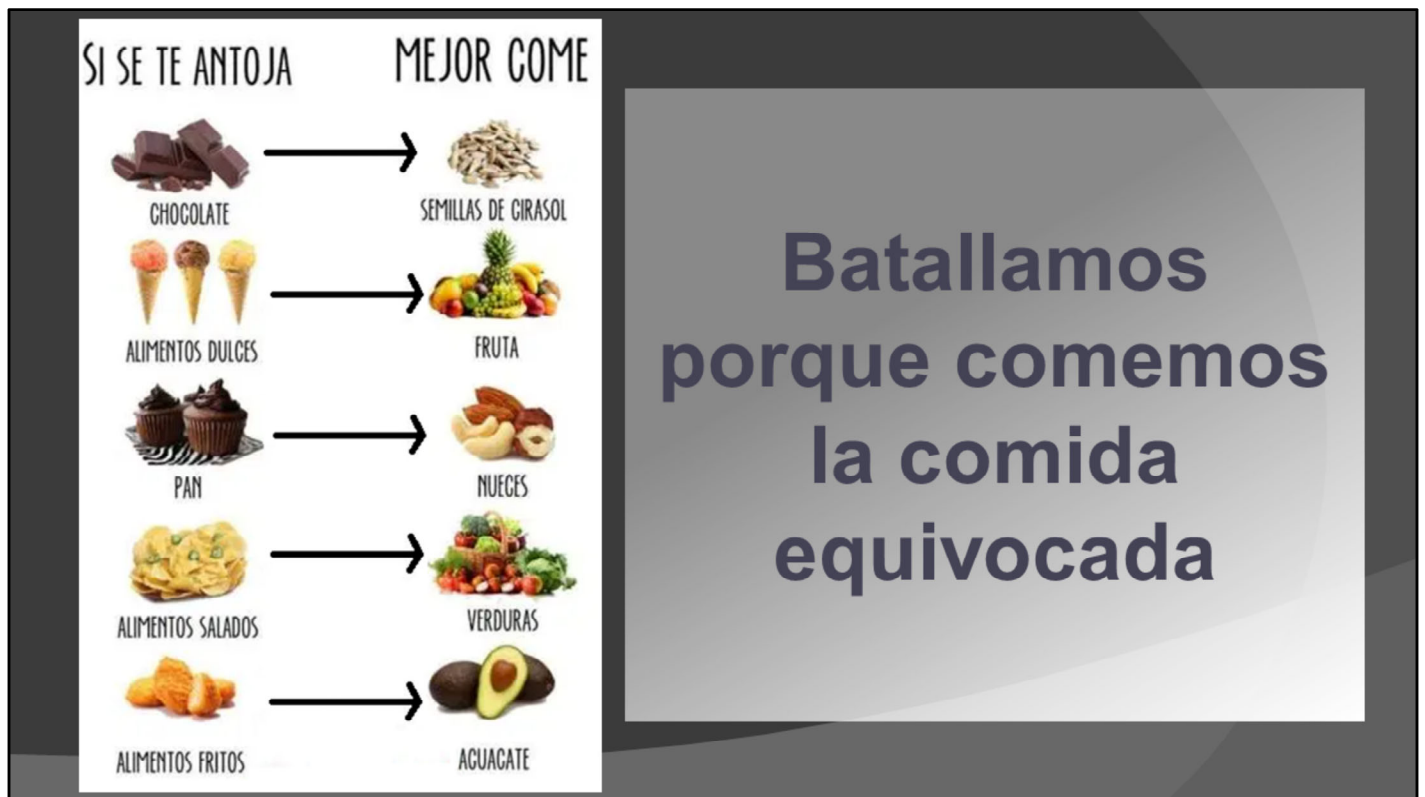 SI SE TE ANTOJA
MEJOR COME
CHOCOLATE
SEMILLAS DE GIRASOL
ALIMENTOS DULCES
FRUTA
PAN
NUECES
ALIMENTOS SALADOS
VERDURAS
ALIMENTOS FRITOS
AGUACATE
Batallamos
porque comemos
la comida
equivocada